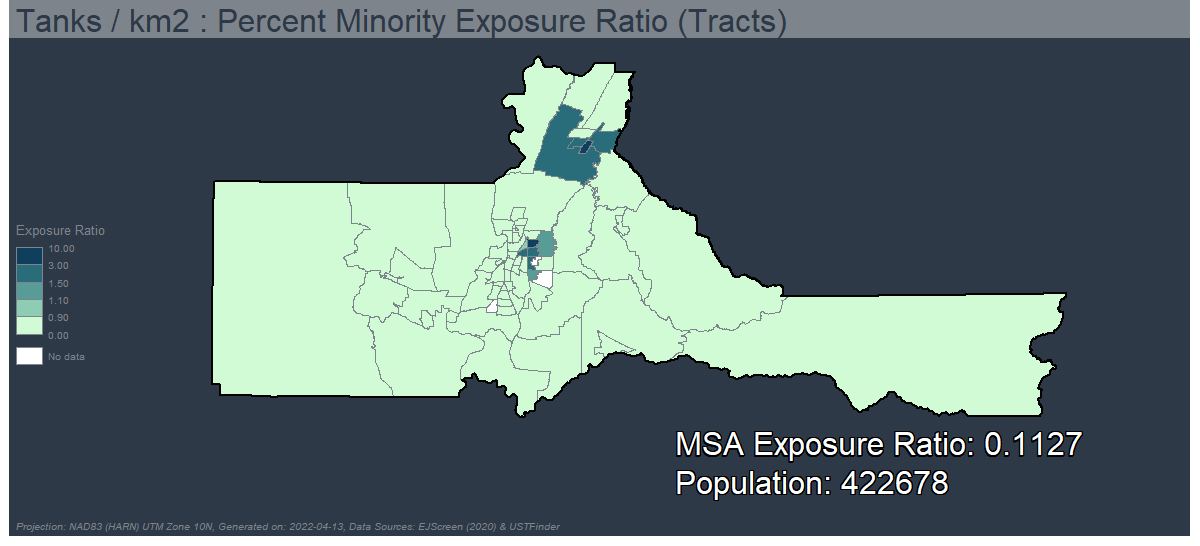 Tanks / km2 : Percent Minority Exposure Ratio (Tracts)
Exposure Ratio
10.00
3.00
1.50
1.10
0.90
0.00
No data
MSA Exposure Ratio: 0.1127
Population: 422678
Projection: NAD83 (HARN) UTM Zone 10N, Generated on: 2022-04-13, Data Sources: EJScreen (2020) & USTFinder